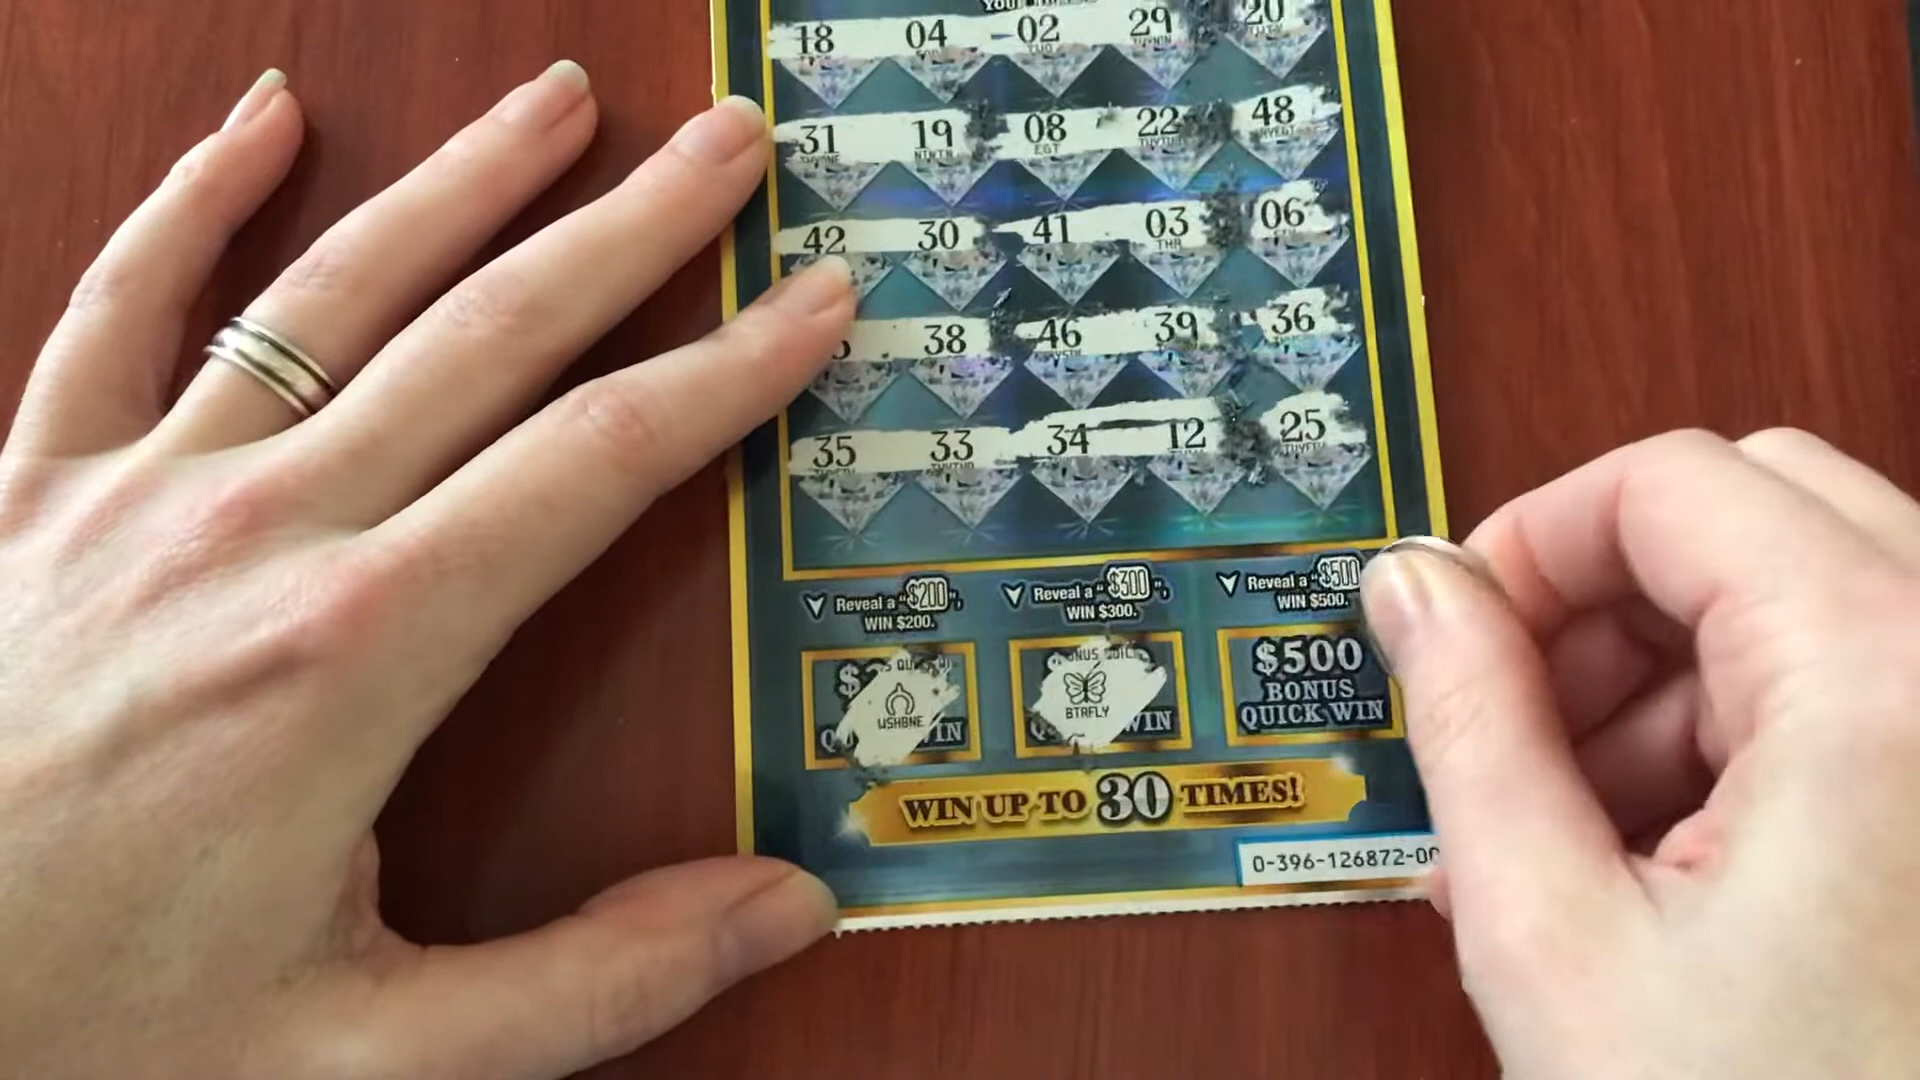 18 04 02 29 20
31 19 08 22 48
NINTN EGT
42 30 41 03 06
THR
38 46 39 36
35 33 34 12 25
Reveal a "$200", Reveal a "$300", Reveal a "$500
WIN $200. WIN $300. WIN $500.
$500
WSHBNE BTRFLY BONUS
WIN WIN QUICK WIN
WIN UP TO 30 TIMES!
0-396-126872-00